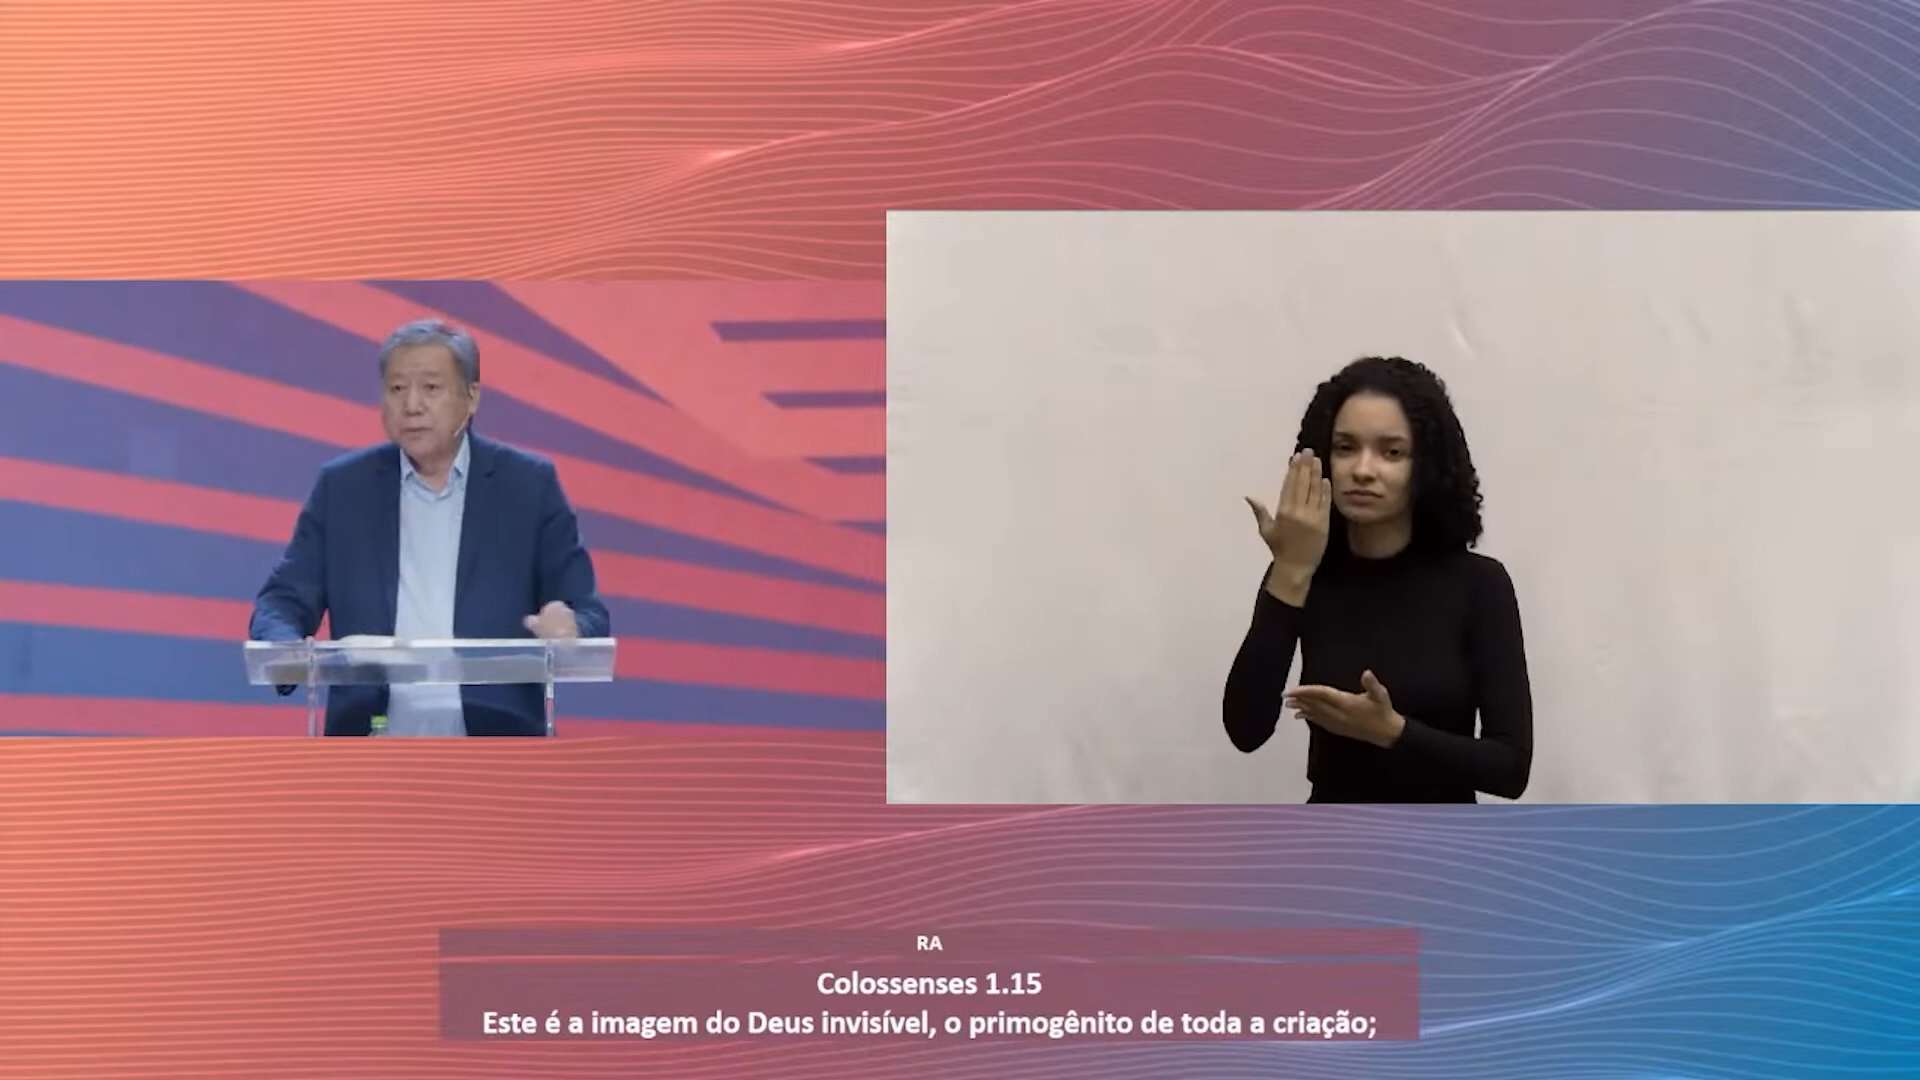 RA
Colossenses 1.15
Este é a imagem do Deus invisível, o primogênito de toda a criação;